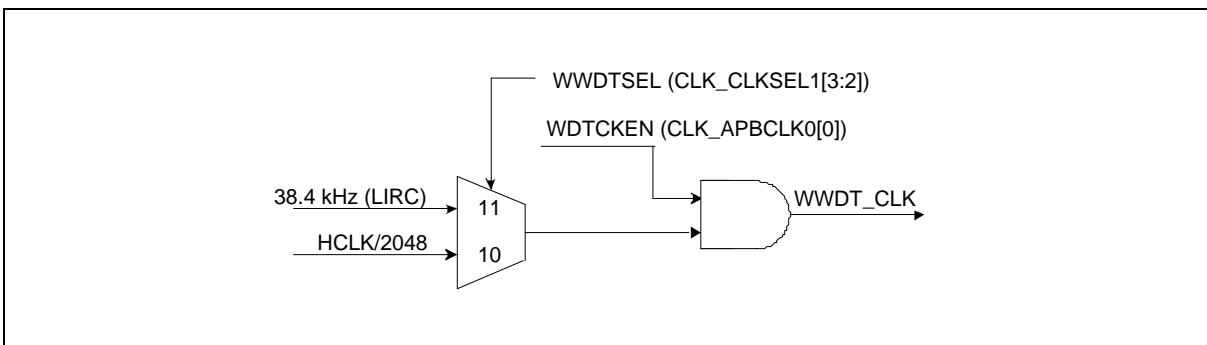 WWDTSEL (CLK_CLKSEL1[3:2])
WDTCKEN (CLK_APBCLK0[0])
38.4 kHz (LIRC)
11
WWDT_CLK
HCLK/2048
10